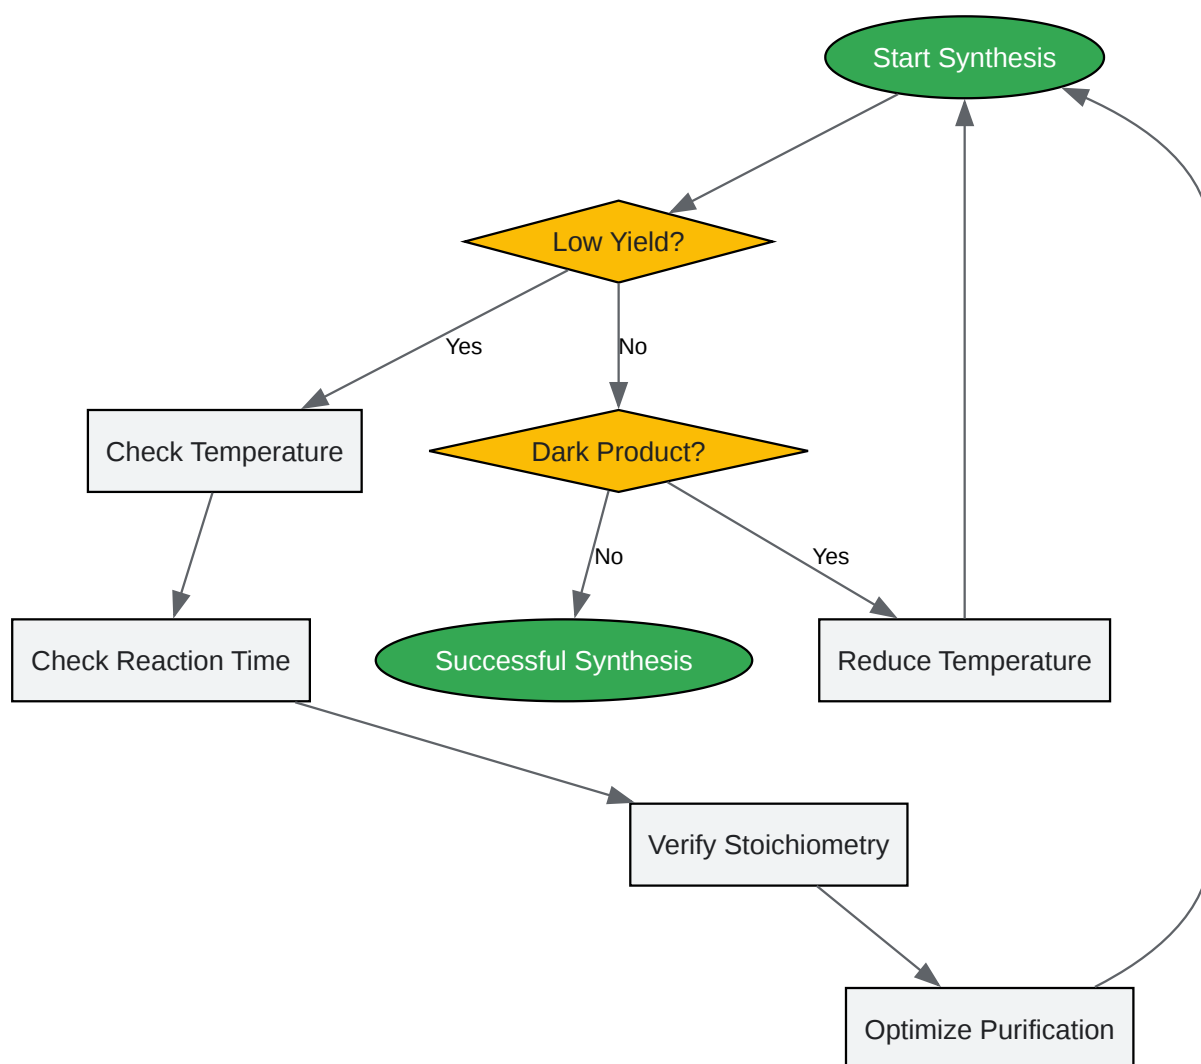 Start Synthesis
Low Yield?
Yes
No
Check Temperature
Dark Product?
No
Yes
Check Reaction Time
Successful Synthesis
Reduce Temperature
Verify Stoichiometry
Optimize Purification